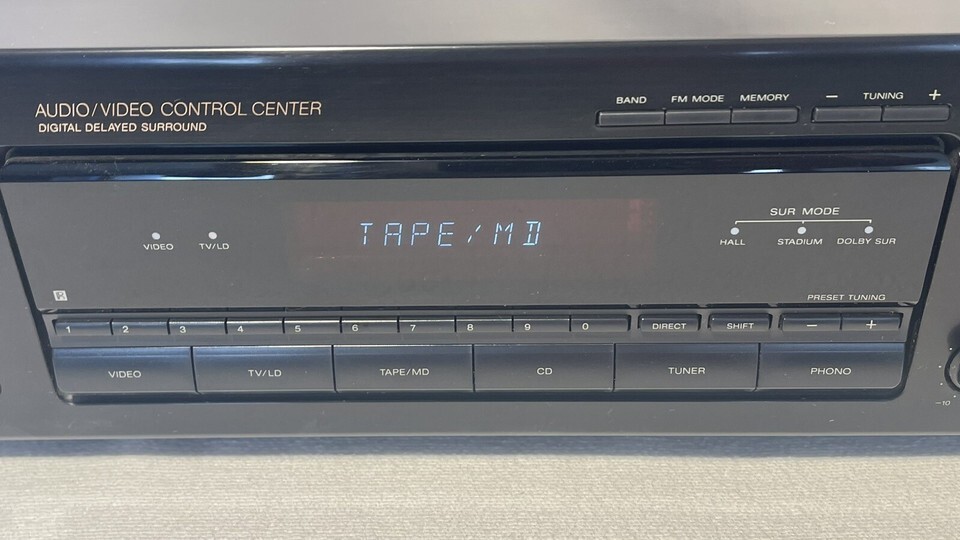 AUDIO/VIDEO CONTROL CENTER
DIGITAL DELAYED SURROUND
BAND FM MODE MEMORY − TUNING +
VIDEO TV/LD
TAPE/MD
SUR MODE
HALL STADIUM DOLBY SUR
R
PRESET TUNING
1 2 3 4 5 6 7 8 9 0 DIRECT SHIFT − +
VIDEO TV/LD TAPE/MD CD TUNER PHONO
−10